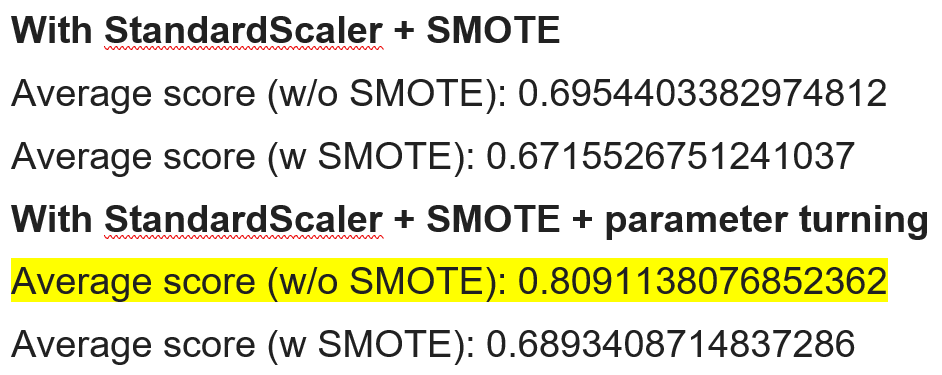 With StandardScaler + SMOTE
Average score (w/o SMOTE): 0.6954403382974812
Average score (w SMOTE): 0.6715526751241037
With StandardScaler + SMOTE + parameter turning
Average score (w/o SMOTE): 0.8091138076852362
Average score (w SMOTE): 0.6893408714837286